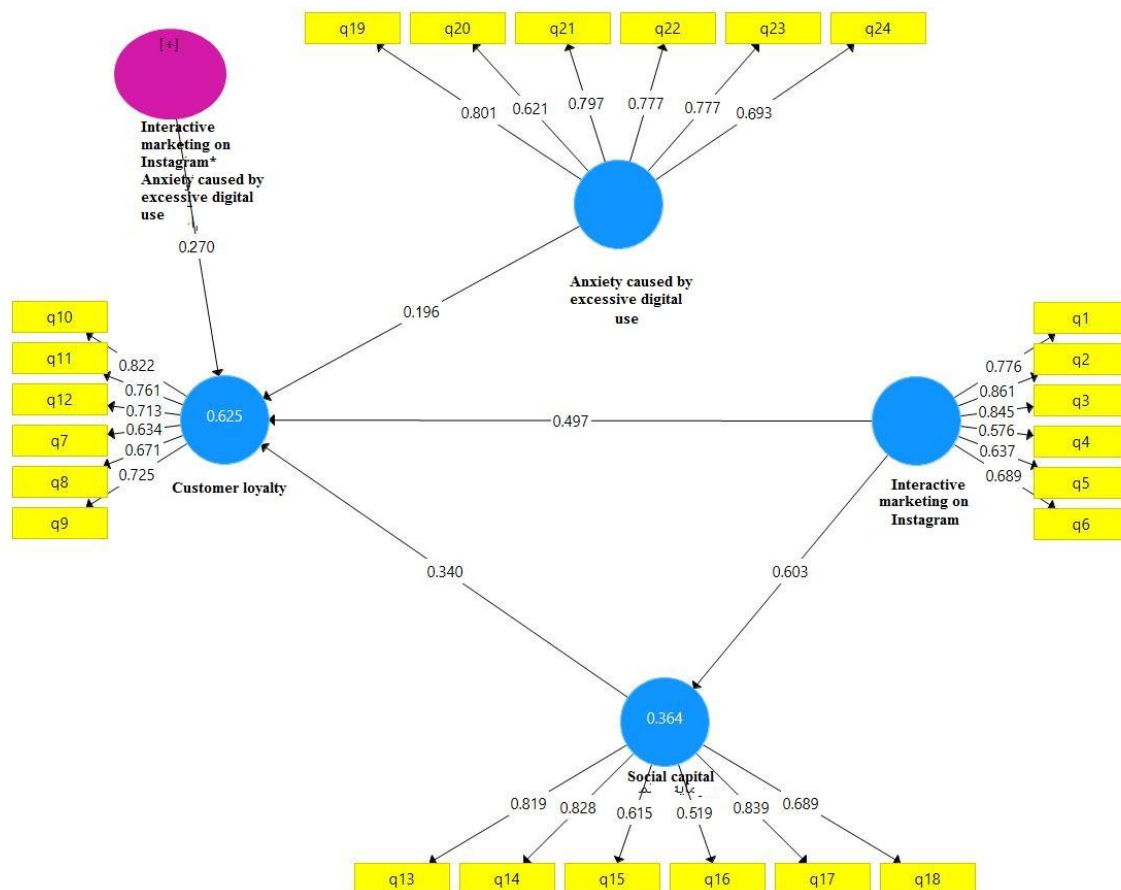 q19
q20
q21
q22
q23
q24
[+]
0.801
0.621
0.797
0.777
0.777
0.693
Interactive
marketing on
Instagram*
Anxiety caused by
excessive digital
use
0.270
Anxiety caused by
excessive digital
use
0.196
q10
q11
q12
q7
q8
q9
0.822
0.761
0.713
0.634
0.671
0.725
0.625
Customer loyalty
0.497
q1
q2
q3
q4
q5
q6
0.776
0.861
0.845
0.576
0.637
0.689
Interactive
marketing on
Instagram
0.340
0.603
0.364
Social capital
0.819
0.828
0.615
0.519
0.839
0.689
q13
q14
q15
q16
q17
q18